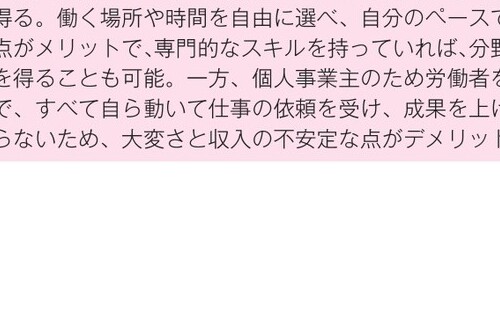 得る。働く場所や時間を自由に選べ、自分のペースで
点がメリットで、専門的なスキルを持っていれば、分野
を得ることも可能。一方、個人事業主のため労働者を
で、すべて自ら動いて仕事の依頼を受け、成果を上げ
らないため、大変さと収入の不安定な点がデメリット